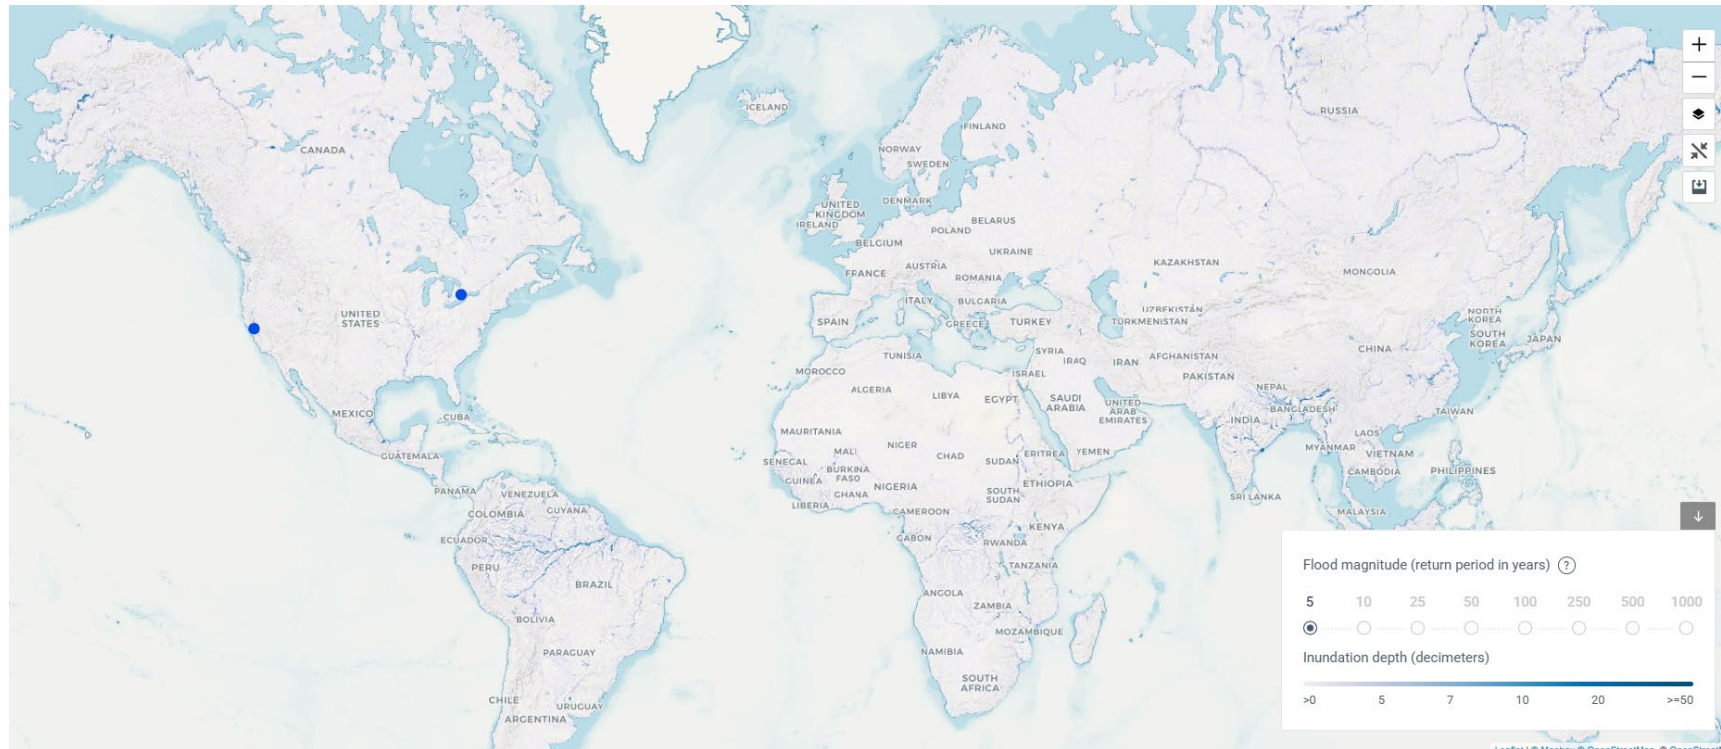 ICELAND
RUSSIA
FINLAND
CANADA
NORWAY
SWEDEN
UNITED
KINGDOM
DENMARK
IRELAND
BELARUS
POLAND
BELGIUM
UKRAINE
KAZAKHSTAN
AUSTRIA
FRANCE
ROMANIA
MONGOLIA
ITALY
BULGARIA
UZBEKISTAN
UNITED
STATES
SPAIN
GREECE
TURKEY
TURKMENISTAN
NORTH
KOREA
SOUTH
KOREA
JAPAN
TUNISIA
SYRIA
IRAQ
IRAN
AFGHANISTAN
CHINA
MOROCCO
ISRAEL
PAKISTAN
ALGERIA
LIBYA
EGYPT
SAUDI
ARABIA
UNITED
ARAB
EMIRATES
NEPAL
BANGLADESH
MEXICO
CUBA
INDIA
TAIWAN
MAURITANIA
NIGER
LAOS
MYANMAR
VIETNAM
GUATEMALA
SENEGAL
MALI
CHAD
SUDAN
ERITREA
YEMEN
BURKINA
FASO
GUINEA
CAMBODIA
PHILIPPINES
PANAMA
VENEZUELA
GHANA
NIGERIA
SOUTH
SUDAN
ETHIOPIA
SRI LANKA
COLOMBIA
GUYANA
LIBERIA
CAMEROON
MALAYSIA
ECUADOR
GABON
KENYA
RWANDA
PERU
TANZANIA
BRAZIL
ANGOLA
ZAMBIA
BOLIVIA
MOZAMBIQUE
PARAGUAY
NAMIBIA
SOUTH
AFRICA
CHILE
URUGUAY
ARGENTINA
Flood magnitude (return period in years) ?
5 10 25 50 100 250 500 1000
Inundation depth (decimeters)
>0 5 7 10 20 >=50